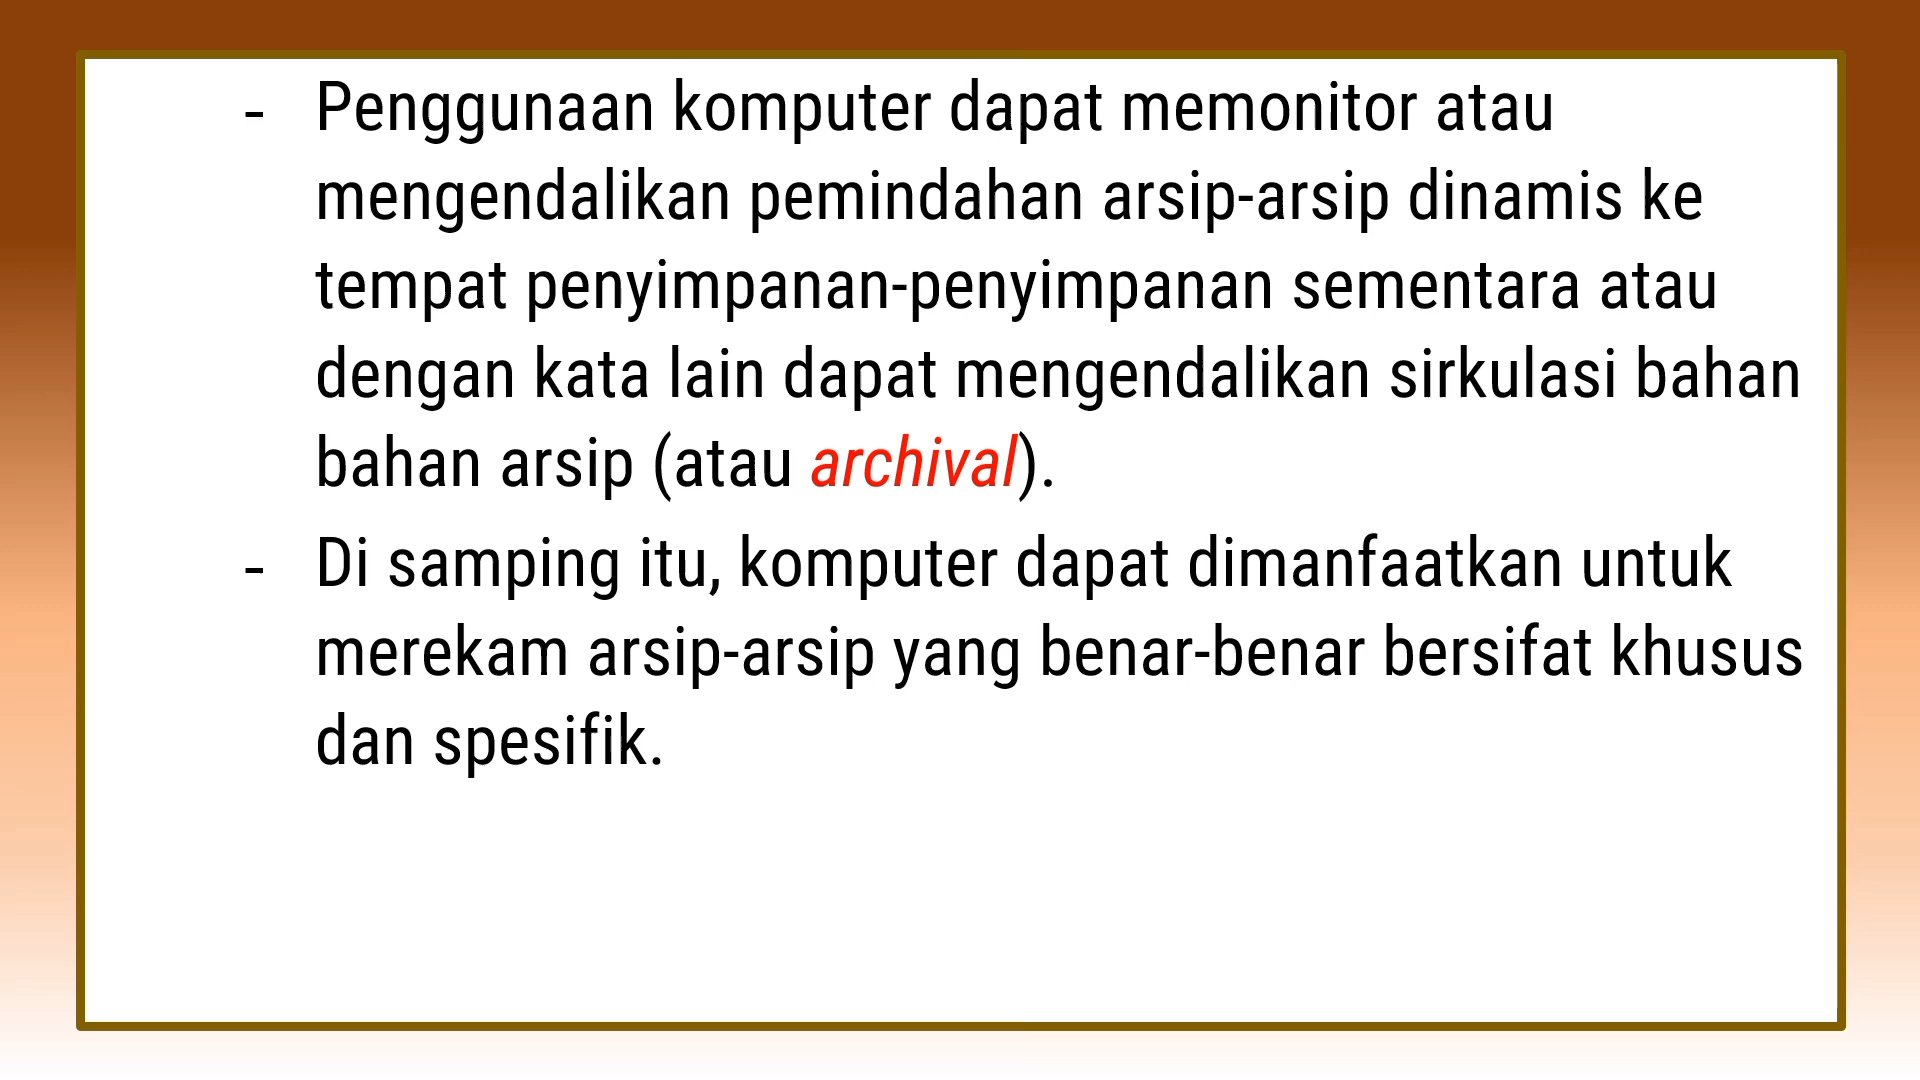 - Penggunaan komputer dapat memonitor atau
mengendalikan pemindahan arsip-arsip dinamis ke
tempat penyimpanan-penyimpanan sementara atau
dengan kata lain dapat mengendalikan sirkulasi bahan
bahan arsip (atau archival).
- Di samping itu, komputer dapat dimanfaatkan untuk
merekam arsip-arsip yang benar-benar bersifat khusus
dan spesifik.